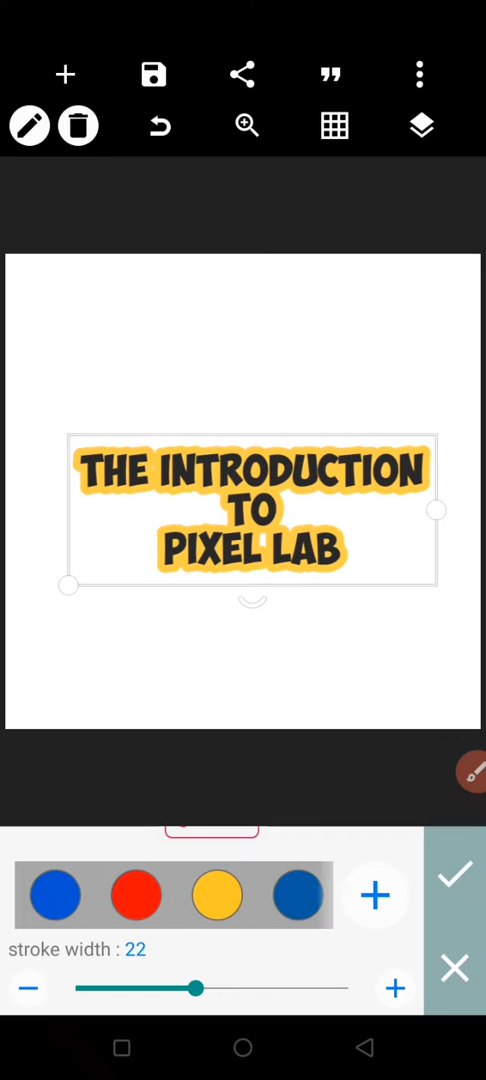 THE INTRODUCTION
TO
PIXEL LAB
stroke width : 22